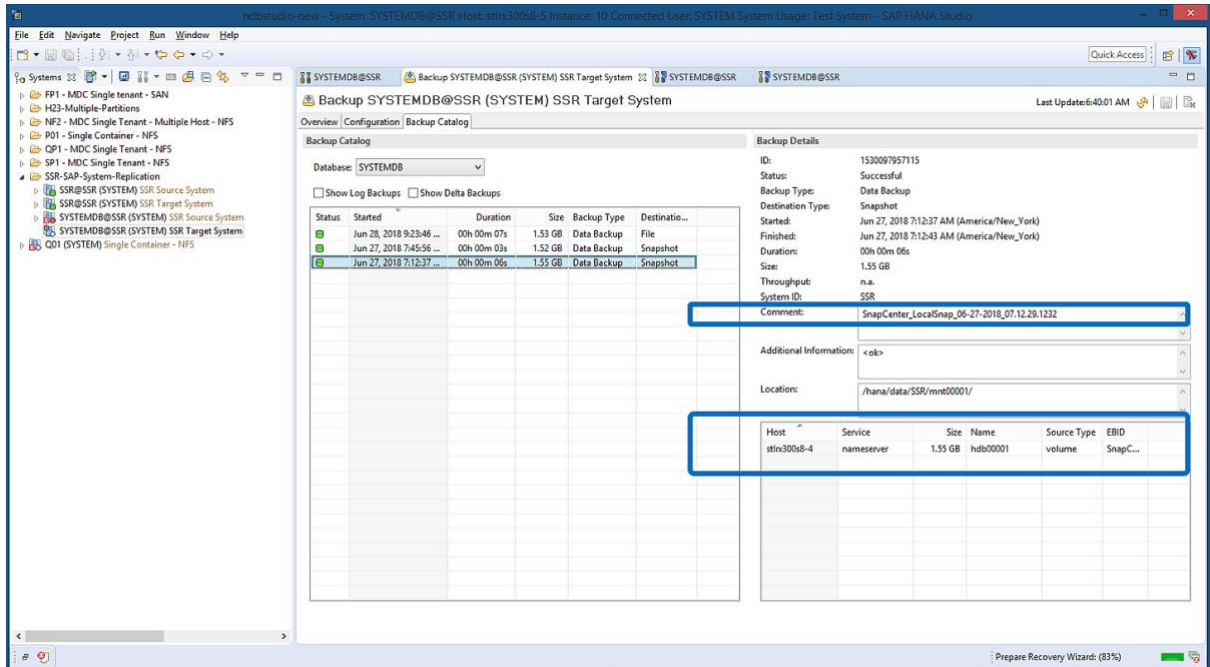 hdbstudio-new - System: SYSTEMDB@SSR Host: stlrx300s8-5 Instance: 10 Connected User: SYSTEM System Usage: Test System - SAP HANA Studio
File Edit Navigate Project Run Window Help
Quick Access
Systems
SYSTEMDB@SSR
Backup SYSTEMDB@SSR (SYSTEM) SSR Target System
SYSTEMDB@SSR
SYSTEMDB@SSR
FP1 - MDC Single tenant - SAN
H23-Multiple-Partitions
NF2 - MDC Single Tenant - Multiple Host - NFS
P01 - Single Container - NFS
QP1 - MDC Single Tenant - NFS
SP1 - MDC Single Tenant - NFS
SSR-SAP-System-Replication
SSR@SSR (SYSTEM) SSR Source System
SSR@SSR (SYSTEM) SSR Target System
SYSTEMDB@SSR (SYSTEM) SSR Source System
SYSTEMDB@SSR (SYSTEM) SSR Target System
Q01 (SYSTEM) Single Container - NFS
Backup SYSTEMDB@SSR (SYSTEM) SSR Target System
Last Update:6:40:01 AM
Overview Configuration Backup Catalog
Backup Catalog
Database: SYSTEMDB
Show Log Backups Show Delta Backups
Status Started Duration Size Backup Type Destinatio...
Jun 28, 2018 9:23:46 ... 00h 00m 07s 1.53 GB Data Backup File
Jun 27, 2018 7:45:56 ... 00h 00m 03s 1.52 GB Data Backup Snapshot
Jun 27, 2018 7:12:37 ... 00h 00m 06s 1.55 GB Data Backup Snapshot
Backup Details
ID: 1530097957115
Status: Successful
Backup Type: Data Backup
Destination Type: Snapshot
Started: Jun 27, 2018 7:12:37 AM (America/New_York)
Finished: Jun 27, 2018 7:12:43 AM (America/New_York)
Duration: 00h 00m 06s
Size: 1.55 GB
Throughput: n.a.
System ID: SSR
Comment: SnapCenter_LocalSnap_06-27-2018_07.12.29.1232
Additional Information: <ok>
Location: /hana/data/SSR/mnt00001/
Host Service Size Name Source Type EBID
stlrx300s8-4 nameserver 1.55 GB hdb00001 volume SnapC...
Prepare Recovery Wizard: (83%)